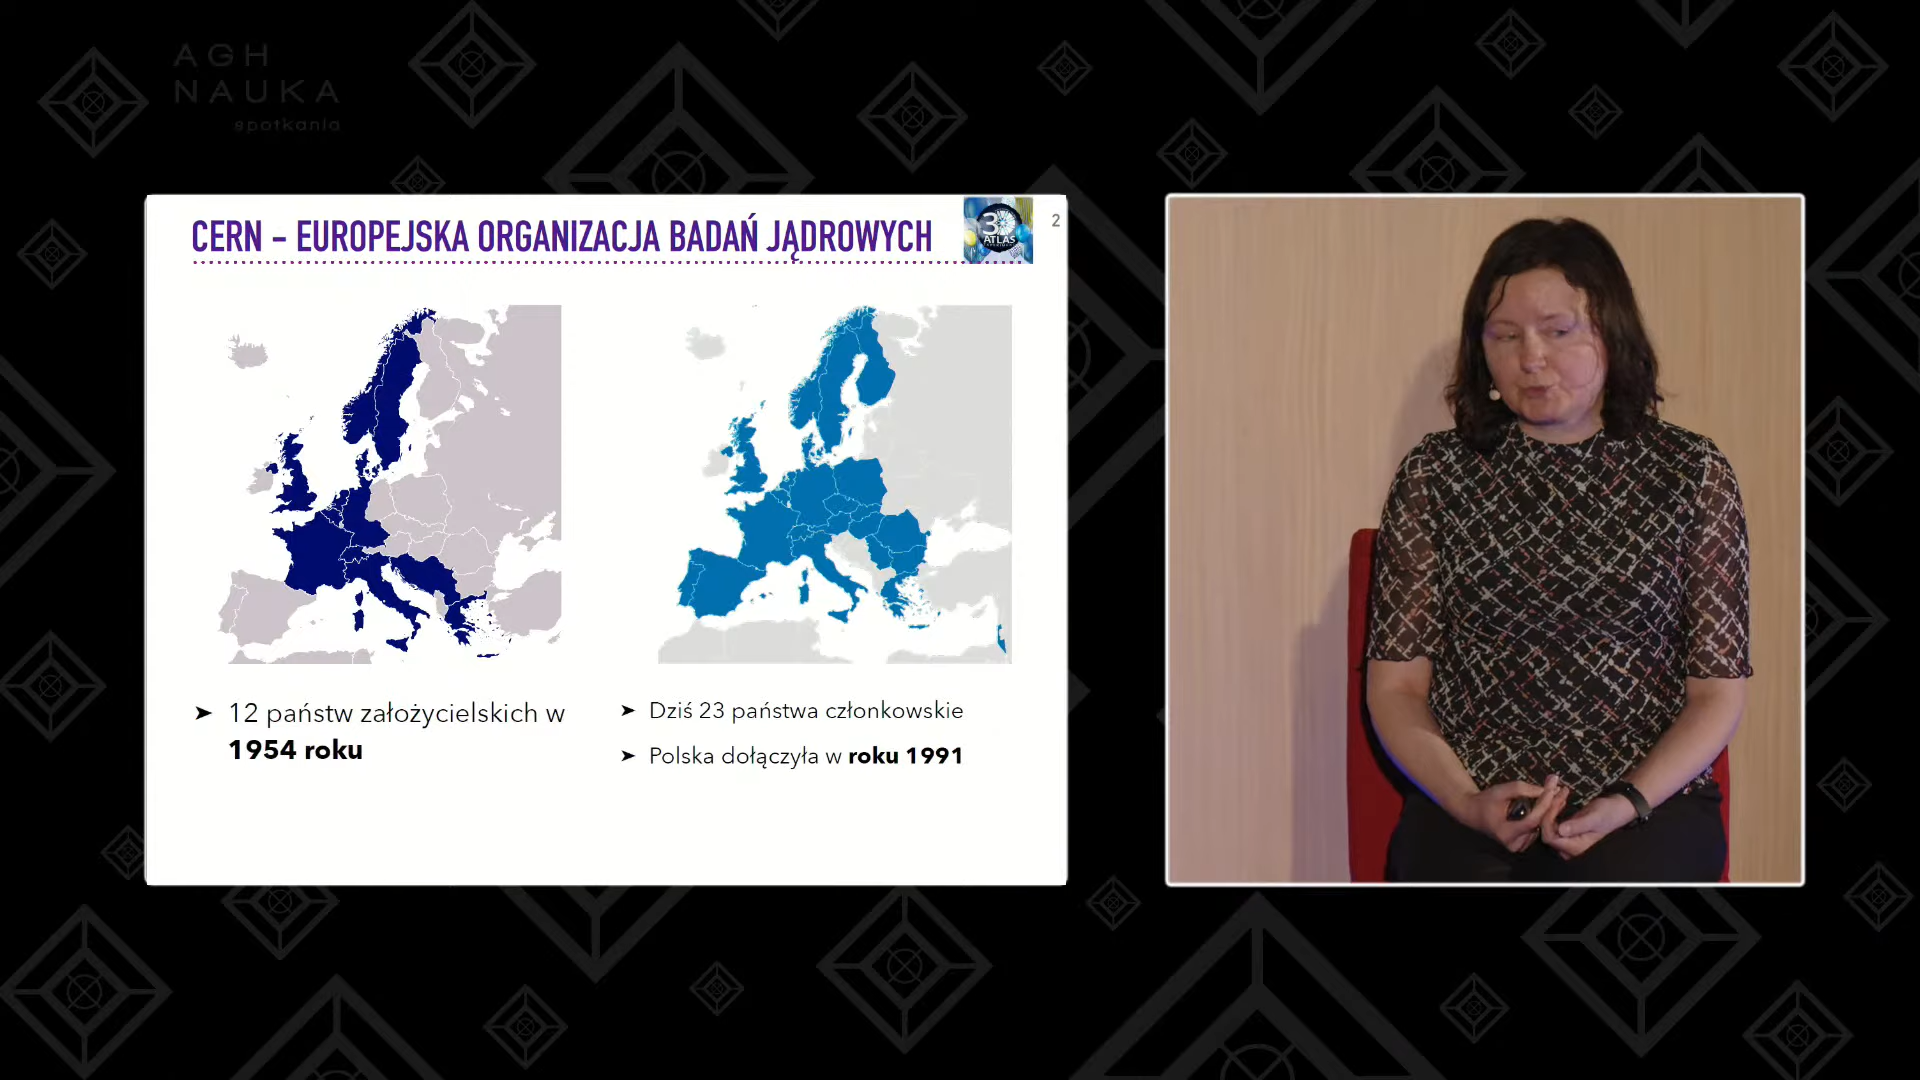 AGH
NAUKA
spotkania
CERN – EUROPEJSKA ORGANIZACJA BADAŃ JĄDROWYCH
30
ATLAS
2
➤ 12 państw założycielskich w
1954 roku
➤ Dziś 23 państwa członkowskie
➤ Polska dołączyła w roku 1991